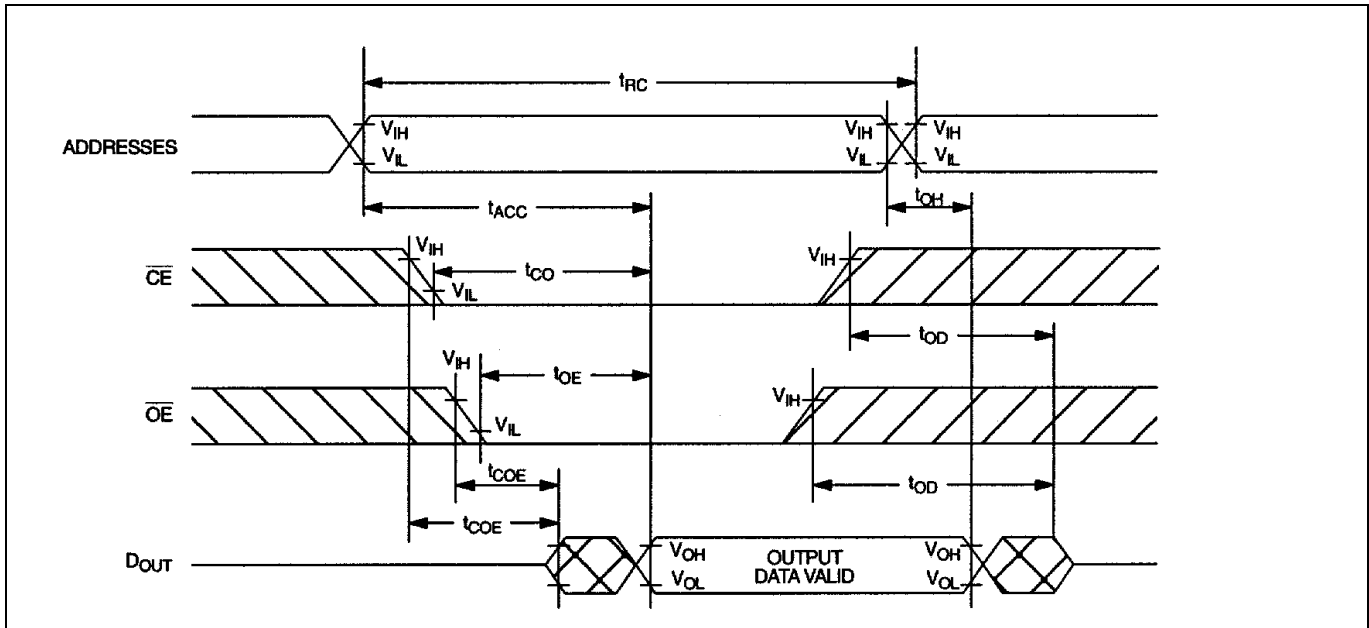 tRC
ADDRESSES
VIH VIH VIH
VIL VIL VIL
tACC tOH
CE VIH tCO VIH
VIL
tOD
VIH tOE VIH
OE VIL
tCOE tOD
tCOE
DOUT VOH OUTPUT VOH
VOL DATA VALID VOL